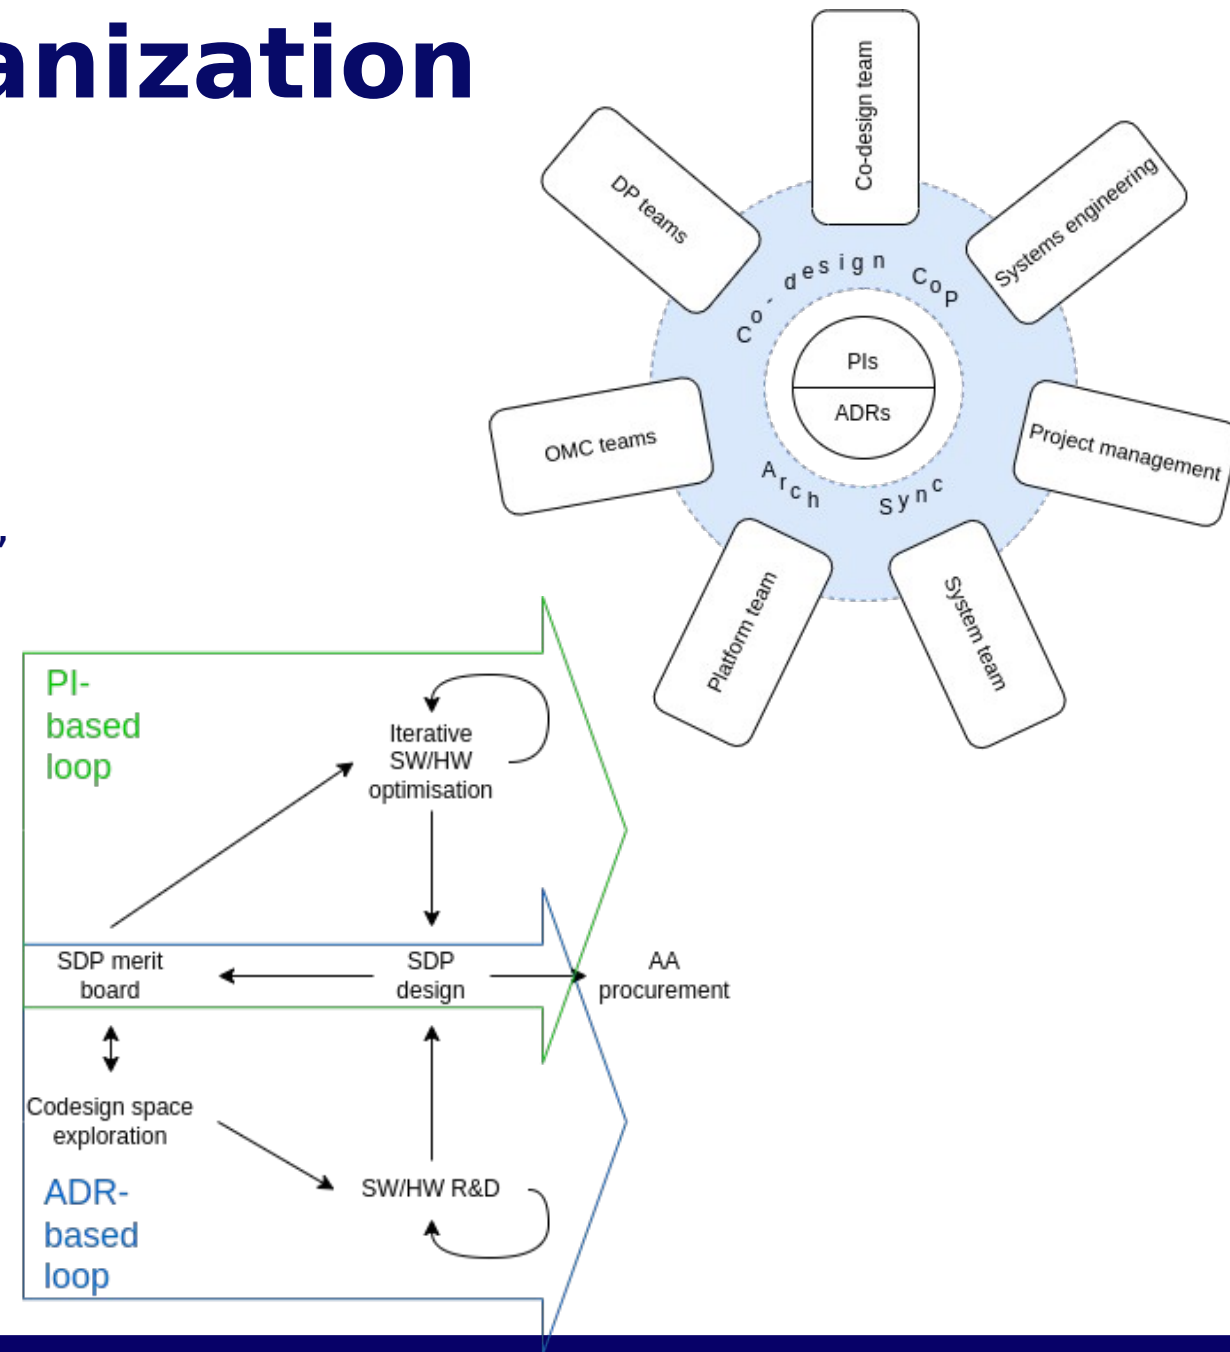 anization
Co-design team
DP teams
Systems engineering
Co-design CoP
PIs
ADRs
OMC teams
Project management
Arch Sync
,
Platform team
System team
PI-
based
loop
Iterative
SW/HW
optimisation
SDP merit
board
SDP
design
AA
procurement
Codesign space
exploration
ADR-
based
loop
SW/HW R&D